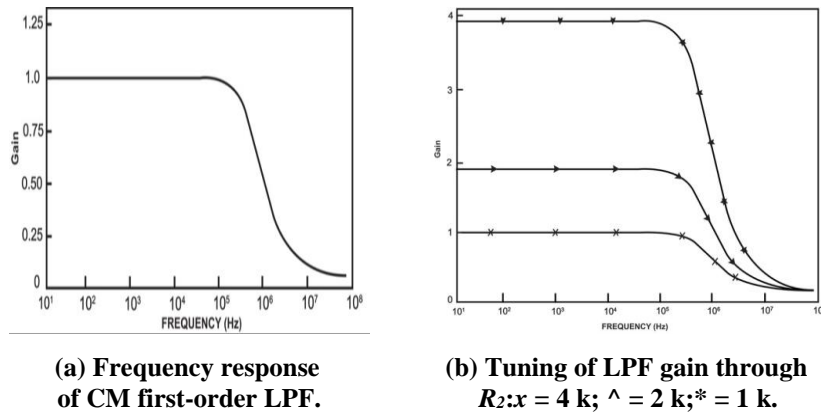 1.25
1.0
0.75
0.50
0.25
0
Gain
10¹ 10² 10³ 10⁴ 10⁵ 10⁶ 10⁷ 10⁸
FREQUENCY (Hz)
4
3
2
1
0
Gain
10¹ 10² 10³ 10⁴ 10⁵ 10⁶ 10⁷ 10
FREQUENCY (Hz)
(a) Frequency response
of CM first-order LPF.
(b) Tuning of LPF gain through
R₂:x = 4 k; ^ = 2 k;* = 1 k.